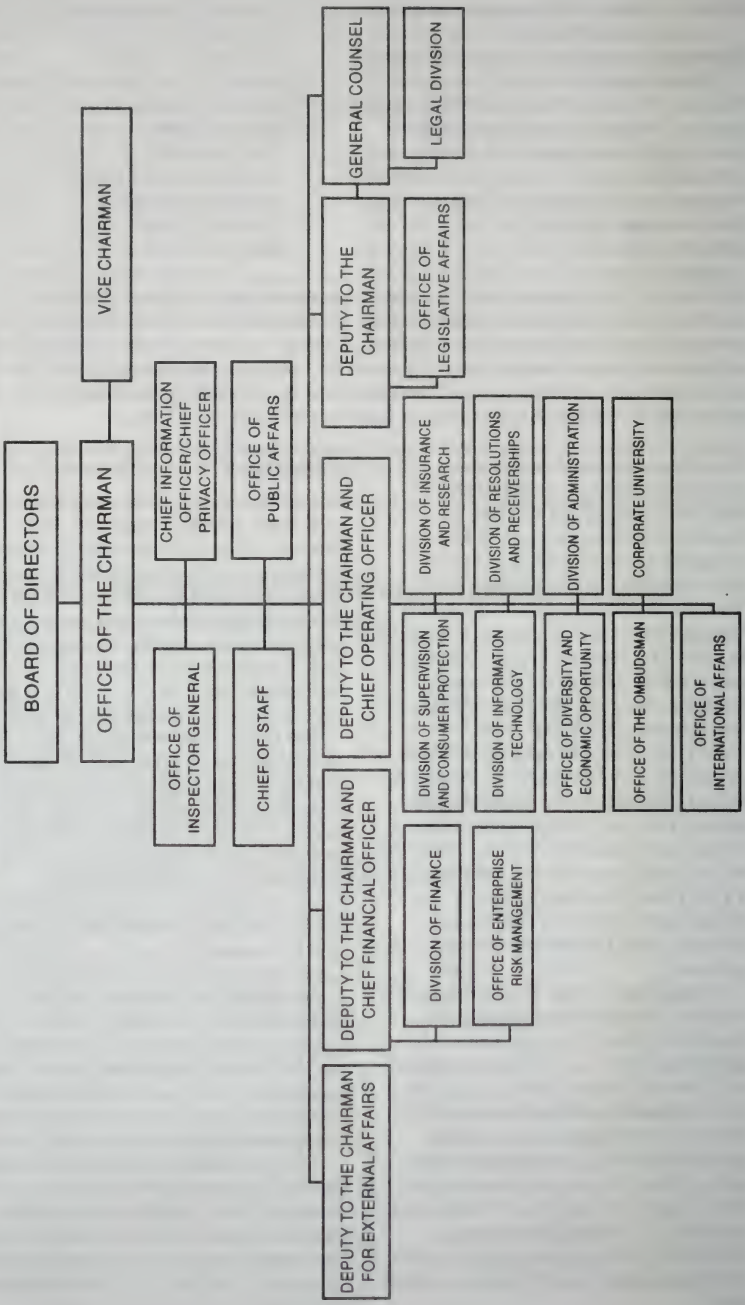 BOARD OF DIRECTORS
OFFICE OF THE CHAIRMAN
VICE CHAIRMAN
OFFICE OF
INSPECTOR GENERAL
CHIEF INFORMATION
OFFICER/CHIEF
PRIVACY OFFICER
CHIEF OF STAFF
OFFICE OF
PUBLIC AFFAIRS
DEPUTY TO THE CHAIRMAN
FOR EXTERNAL AFFAIRS
DEPUTY TO THE CHAIRMAN AND
CHIEF FINANCIAL OFFICER
DIVISION OF FINANCE
OFFICE OF ENTERPRISE
RISK MANAGEMENT
DEPUTY TO THE CHAIRMAN AND
CHIEF OPERATING OFFICER
DIVISION OF SUPERVISION
AND CONSUMER PROTECTION
DIVISION OF INSURANCE
AND RESEARCH
DIVISION OF INFORMATION
TECHNOLOGY
DIVISION OF RESOLUTIONS
AND RECEIVERSHIPS
OFFICE OF DIVERSITY AND
ECONOMIC OPPORTUNITY
DIVISION OF ADMINISTRATION
OFFICE OF THE OMBUDSMAN
CORPORATE UNIVERSITY
OFFICE OF
INTERNATIONAL AFFAIRS
DEPUTY TO THE
CHAIRMAN
OFFICE OF
LEGISLATIVE AFFAIRS
GENERAL COUNSEL
LEGAL DIVISION